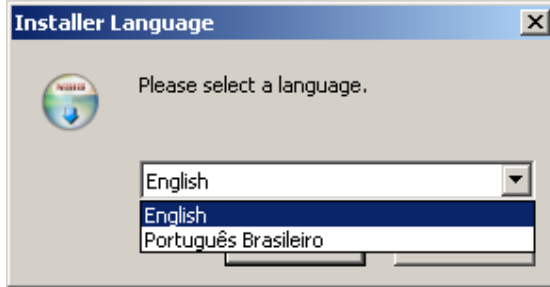 Installer Language
Please select a language.
English
English
Português Brasileiro